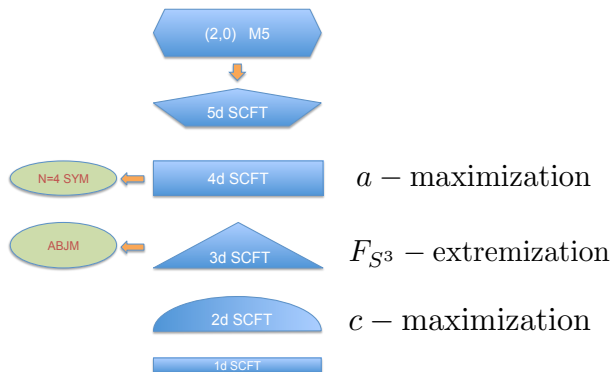 (2,0) M5
5d SCFT
N=4 SYM
4d SCFT
a − maximization
ABJM
3d SCFT
F_{S^3} − extremization
2d SCFT
c − maximization
1d SCFT